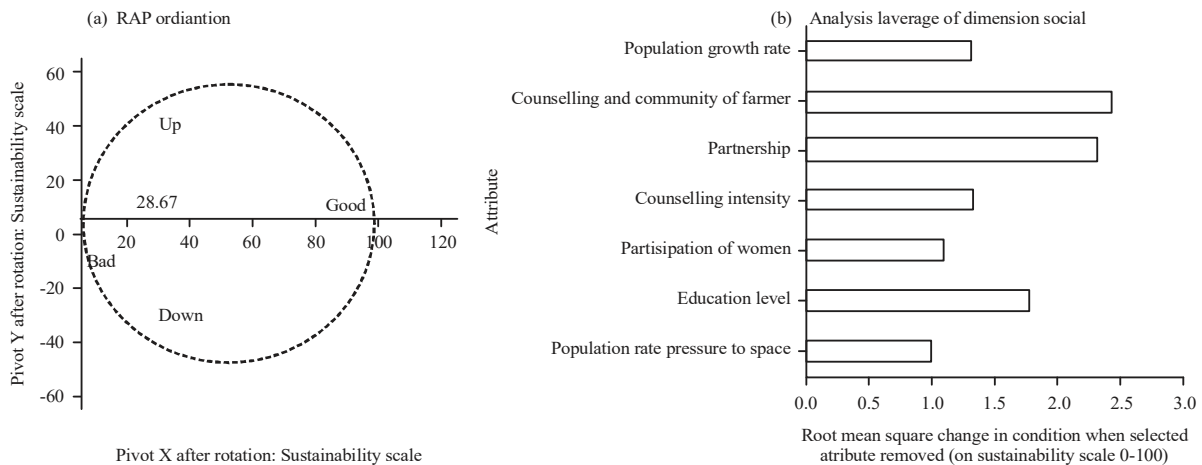 (a) RAP ordiantion
Pivot Y after rotation: Sustainability scale
60
40
20
0
-20
-40
-60
Up
28.67
Good
Bad
Down
20 40 60 80 100 120
Pivot X after rotation: Sustainability scale
(b) Analysis laverage of dimension social
Attribute
Population growth rate
Counselling and community of farmer
Partnership
Counselling intensity
Partisipation of women
Education level
Population rate pressure to space
0.0 0.5 1.0 1.5 2.0 2.5 3.0
Root mean square change in condition when selected
atribute removed (on sustainability scale 0-100)